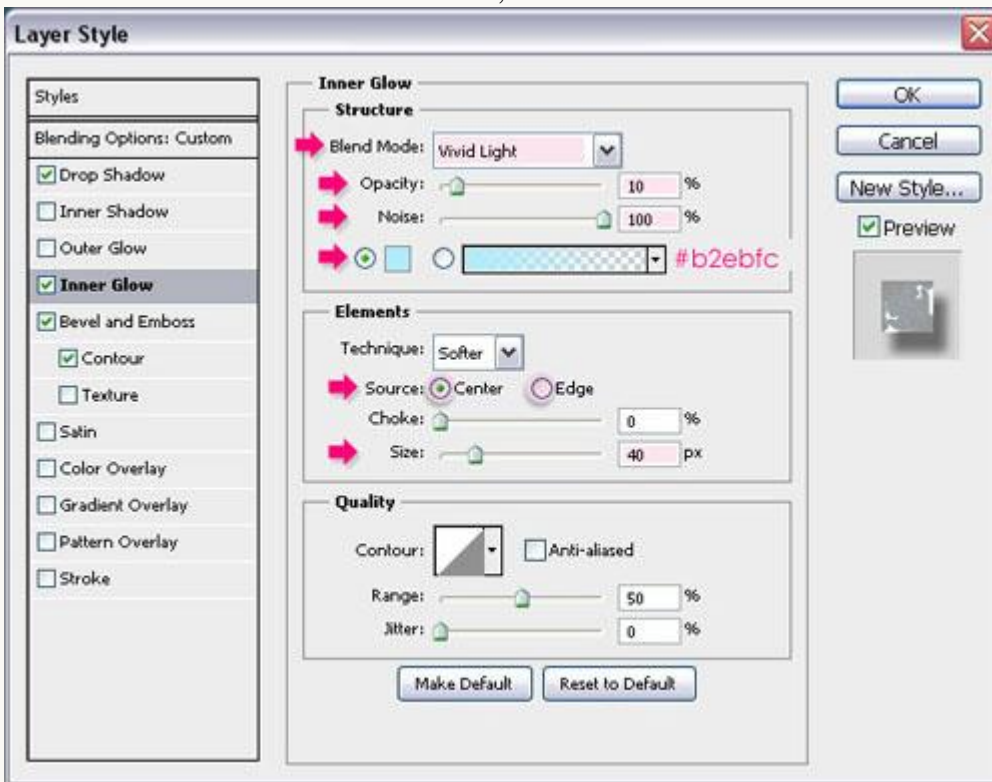 Layer Style
Styles
Blending Options: Custom
Drop Shadow
Inner Shadow
Outer Glow
Inner Glow
Bevel and Emboss
Contour
Texture
Satin
Color Overlay
Gradient Overlay
Pattern Overlay
Stroke
Inner Glow
Structure
Blend Mode: Vivid Light
Opacity: 10 %
Noise: 100 %
#b2ebfc
Elements
Technique: Softer
Source: Center Edge
Choke: 0 %
Size: 40 px
Quality
Contour: Anti-aliased
Range: 50 %
Jitter: 0 %
Make Default Reset to Default
OK
Cancel
New Style...
Preview